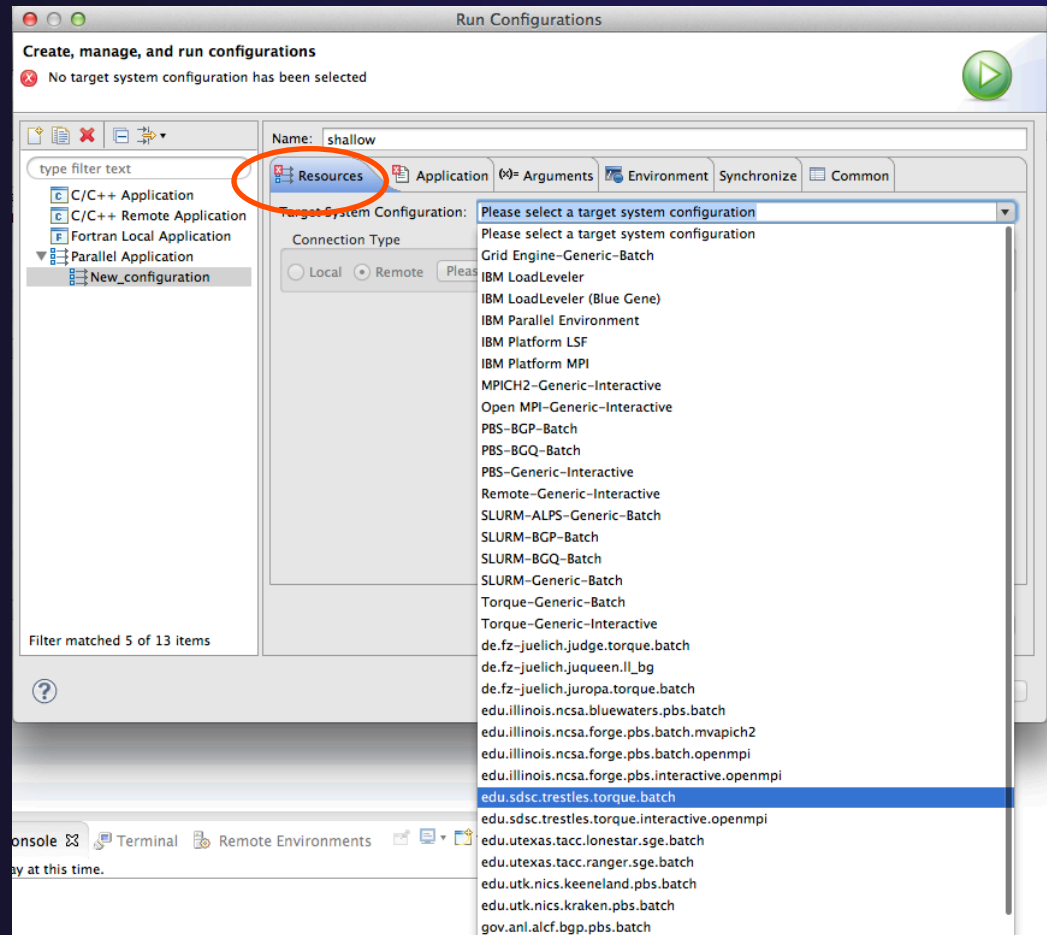 Run Configurations
Create, manage, and run configurations
No target system configuration has been selected
Name: shallow
type filter text
C/C++ Application
C/C++ Remote Application
Fortran Local Application
Parallel Application
New_configuration
Filter matched 5 of 13 items
Resources Application (x)= Arguments Environment Synchronize Common
Target System Configuration: Please select a target system configuration
Connection Type
Local Remote Pleas
Please select a target system configuration
Grid Engine-Generic-Batch
IBM LoadLeveler
IBM LoadLeveler (Blue Gene)
IBM Parallel Environment
IBM Platform LSF
IBM Platform MPI
MPICH2-Generic-Interactive
Open MPI-Generic-Interactive
PBS-BGP-Batch
PBS-BGQ-Batch
PBS-Generic-Interactive
Remote-Generic-Interactive
SLURM-ALPS-Generic-Batch
SLURM-BGP-Batch
SLURM-BGQ-Batch
SLURM-Generic-Batch
Torque-Generic-Batch
Torque-Generic-Interactive
de.fz-juelich.judge.torque.batch
de.fz-juelich.juqueen.ll_bg
de.fz-juelich.juropa.torque.batch
edu.illinois.ncsa.bluewaters.pbs.batch
edu.illinois.ncsa.forge.pbs.batch.mvapich2
edu.illinois.ncsa.forge.pbs.batch.openmpi
edu.illinois.ncsa.forge.pbs.interactive.openmpi
edu.sdsc.trestles.torque.batch
edu.sdsc.trestles.torque.interactive.openmpi
edu.utexas.tacc.lonestar.sge.batch
edu.utexas.tacc.ranger.sge.batch
edu.utk.nics.keeneland.pbs.batch
edu.utk.nics.kraken.pbs.batch
gov.anl.alcf.bgp.pbs.batch
onsole Terminal Remote Environments
ay at this time.